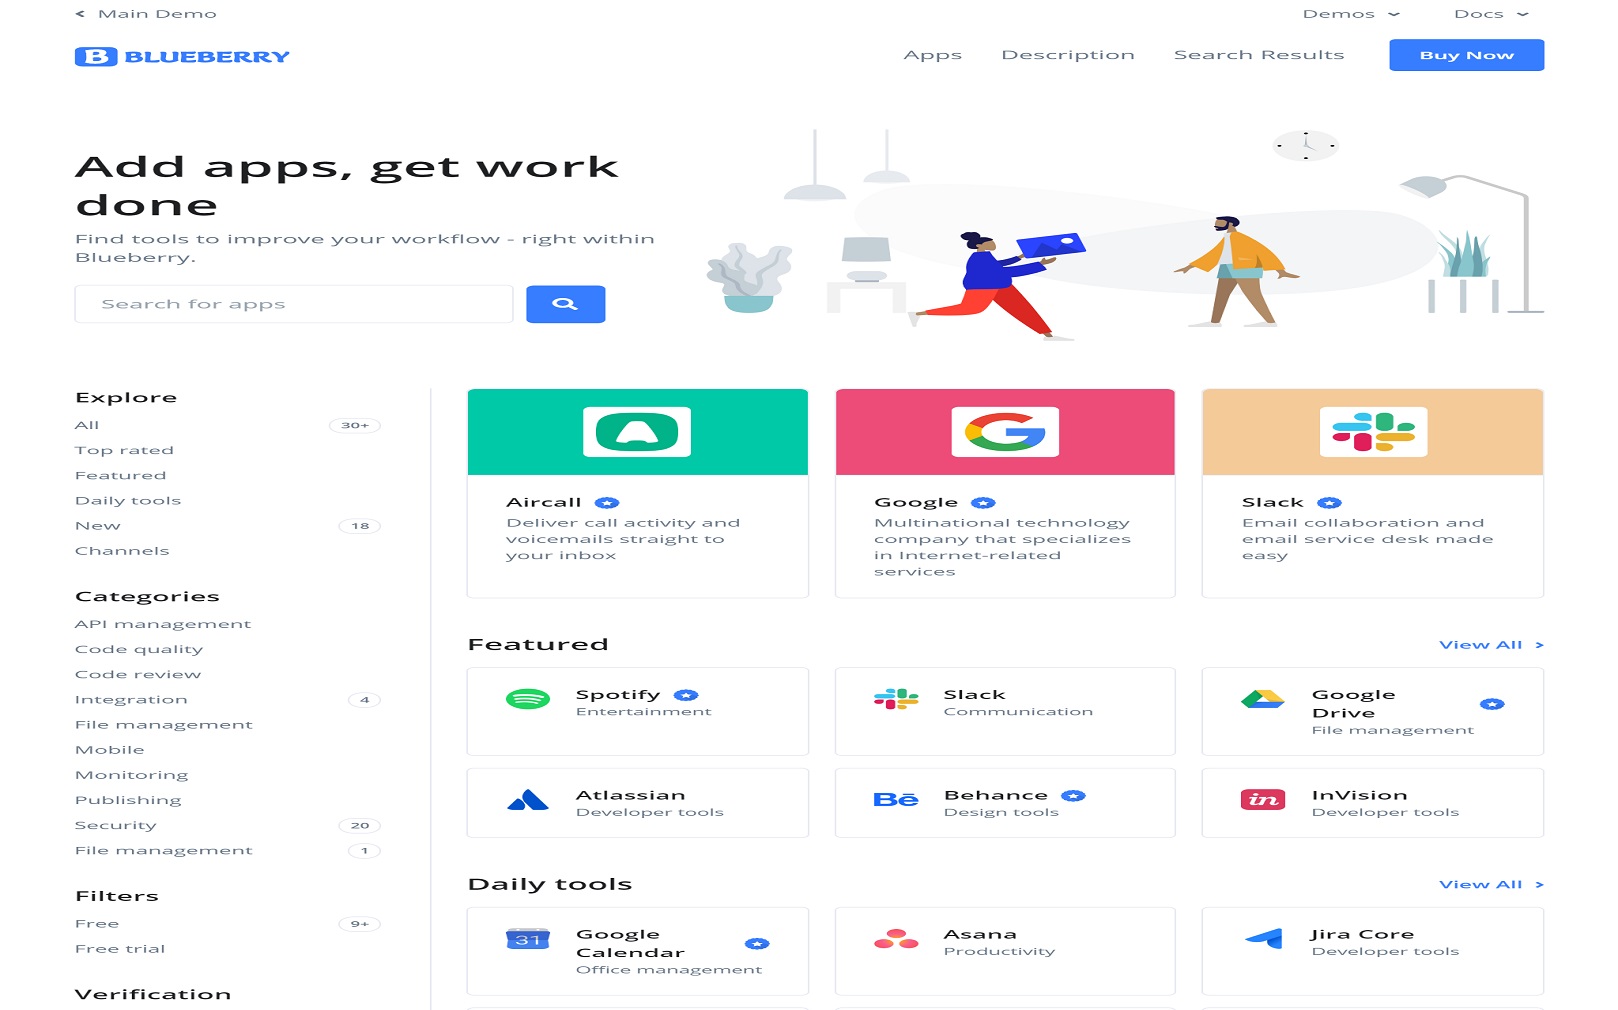 Main Demo
Demos
Docs
B BLUEBERRY
Apps
Description
Search Results
Buy Now
Add apps, get work
done
Find tools to improve your workflow - right within
Blueberry.
Search for apps
Explore
All
30+
Top rated
Featured
Daily tools
New
18
Channels
Categories
API management
Code quality
Code review
Integration
4
File management
Mobile
Monitoring
Publishing
Security
20
File management
1
Filters
Free
9+
Free trial
Verification
Aircall
Deliver call activity and
voicemails straight to
your inbox
G
Google
Multinational technology
company that specializes
in Internet-related
services
Slack
Email collaboration and
email service desk made
easy
Featured
View All
Spotify
Entertainment
Slack
Communication
Google
Drive
File management
Atlassian
Developer tools
Bē
Behance
Design tools
in
InVision
Developer tools
Daily tools
View All
31
Google
Calendar
Office management
Asana
Productivity
Jira Core
Developer tools